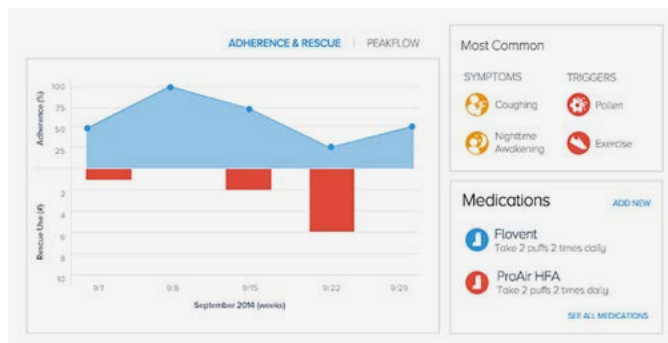 ADHERENCE & RESCUE | PEAKFLOW
Adherence (%)
100
75
50
25
Rescue Use (#)
2
4
6
8
10
9/1
9/8
9/15
9/22
9/29
September 2014 (weeks)
Most Common
SYMPTOMS
TRIGGERS
Coughing
Pollen
Nighttime
Awakening
Exercise
Medications
ADD NEW
Flovent
Take 2 puffs 2 times daily
ProAir HFA
Take 2 puffs 2 times daily
SEE ALL MEDICATIONS